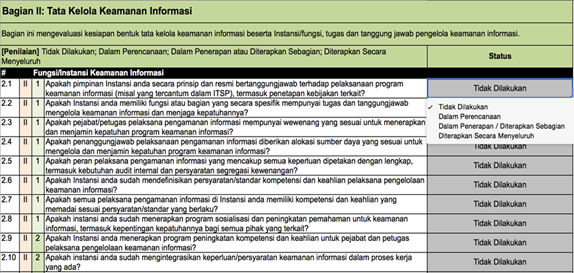 Bagian II: Tata Kelola Keamanan Informasi
Bagian ini mengevaluasi kesiapan bentuk tata kelola keamanan informasi beserta Instansi/fungsi, tugas dan tanggung jawab pengelola keamanan informasi.
[Penilaian] Tidak Dilakukan; Dalam Perencanaan; Dalam Penerapan atau Diterapkan Sebagian; Diterapkan Secara Menyeluruh
Status
# Fungsi/Instansi Keamanan Informasi
2.1 II 1 Apakah pimpinan Instansi anda secara prinsip dan resmi bertanggungjawab terhadap pelaksanaan program
keamanan informasi (misal yang tercantum dalam ITSP), termasuk penetapan kebijakan terkait?
Tidak Dilakukan
2.2 II 1 Apakah Instansi anda memiliki fungsi atau bagian yang secara spesifik mempunyai tugas dan tanggungjawab
mengelola keamanan informasi dan menjaga kepatuhannya?
✓ Tidak Dilakukan
Dalam Perencanaan
Dalam Penerapan / Diterapkan Sebagian
Diterapkan Secara Menyeluruh
2.3 II 1 Apakah pejabat/petugas pelaksana pengamanan informasi mempunyai wewenang yang sesuai untuk menerapkan
dan menjamin kepatuhan program keamanan informasi?
2.4 II 1 Apakah penanggungjawab pelaksanaan pengamanan informasi diberikan alokasi sumber daya yang sesuai untuk
mengelola dan menjamin kepatuhan program keamanan informasi?
2.5 II 1 Apakah peran pelaksana pengamanan informasi yang mencakup semua keperluan dipetakan dengan lengkap,
termasuk kebutuhan audit internal dan persyaratan segregasi kewenangan?
Tidak Dilakukan
2.6 II 1 Apakah Instansi anda sudah mendefinisikan persyaratan/standar kompetensi dan keahlian pelaksana pengelolaan
keamanan informasi?
Tidak Dilakukan
2.7 II 1 Apakah semua pelaksana pengamanan informasi di Instansi anda memiliki kompetensi dan keahlian yang
memadai sesuai persyaratan/standar yang berlaku?
Tidak Dilakukan
2.8 II 1 Apakah instansi anda sudah menerapkan program sosialisasi dan peningkatan pemahaman untuk keamanan
informasi, termasuk kepentingan kepatuhannya bagi semua pihak yang terkait?
Tidak Dilakukan
2.9 II 2 Apakah Instansi anda menerapkan program peningkatan kompetensi dan keahlian untuk pejabat dan petugas
pelaksana pengelolaan keamanan informasi?
Tidak Dilakukan
2.10 II 2 Apakah instansi anda sudah mengintegrasikan keperluan/persyaratan keamanan informasi dalam proses kerja
yang ada?
Tidak Dilakukan